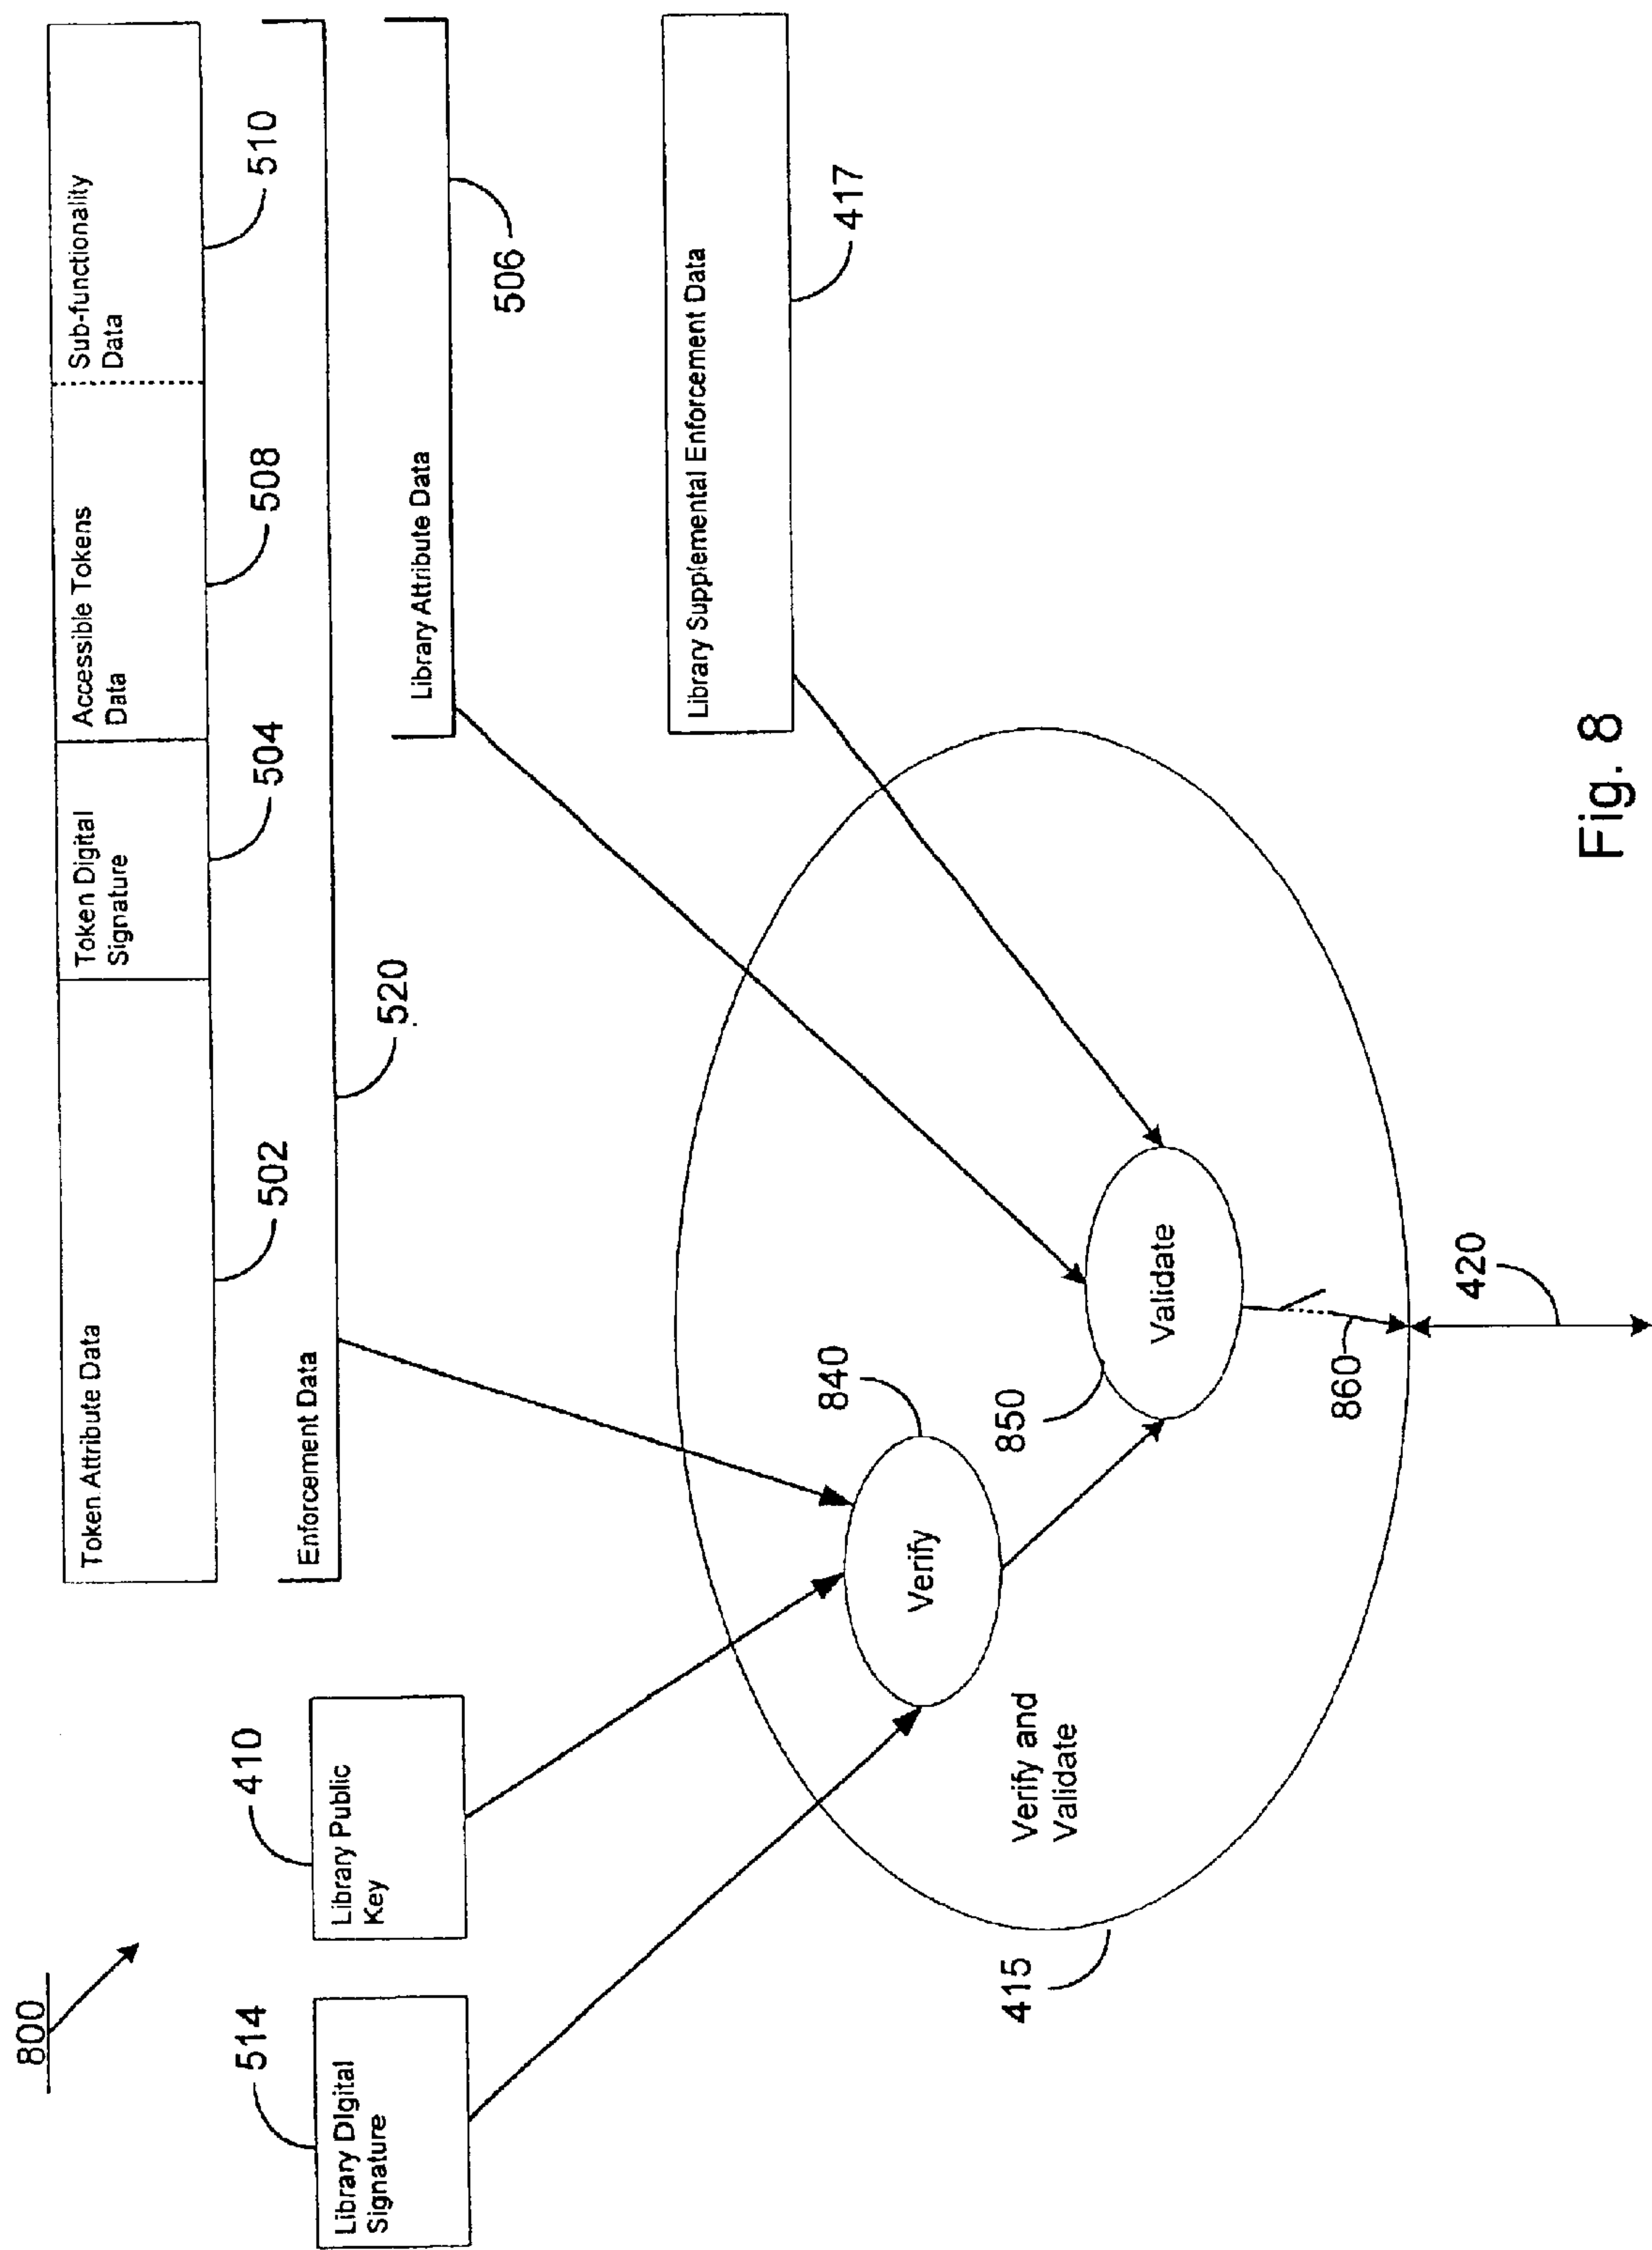 800
514
Library DIgital
Signature
410
Library Public
Key
Token Attribute Data
Token Digital
Signature
Accessible Tokens
Data
Sub-functionality
Data
502
504
508
510
Enforcement Data
520
Library Attribute Data
506
Library Supplemental Enforcement Data
417
Verify
840
Validate
850
860
Verify and
Validate
415
420
Fig. 8